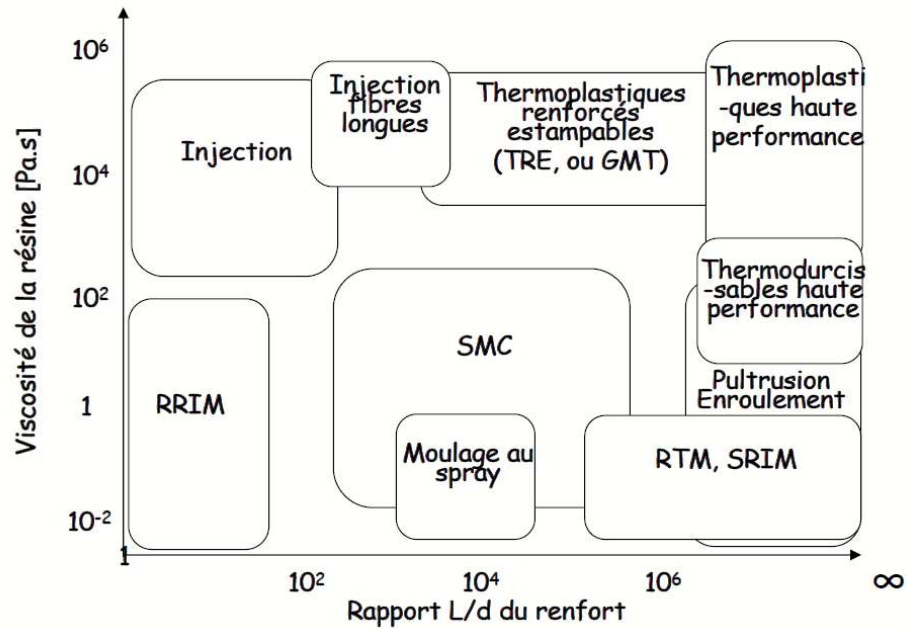 Viscosité de la résine [Pa.s]
10⁶
10⁴
10²
1
10⁻²
Injection
Injection
fibres
longues
Thermoplastiques
renforcés
estampables
(TRE, ou GMT)
Thermoplasti
-ques haute
performance
Thermodurcis
-sables haute
performance
RRIM
SMC
Moulage au
spray
Pultrusion
Enroulement
RTM, SRIM
1
10²
10⁴
10⁶
∞
Rapport L/d du renfort